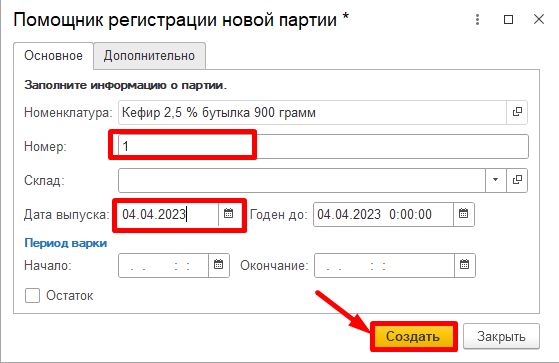 Помощник регистрации новой партии *
Основное Дополнительно
Заполните информацию о партии.
Номенклатура: Кефир 2,5 % бутылка 900 грамм
Номер: 1
Склад:
Дата выпуска: 04.04.2023 Годен до: 04.04.2023 0:00:00
Период варки
Начало: . . : : Окончание: . . : :
Остаток
Создать Закрыть